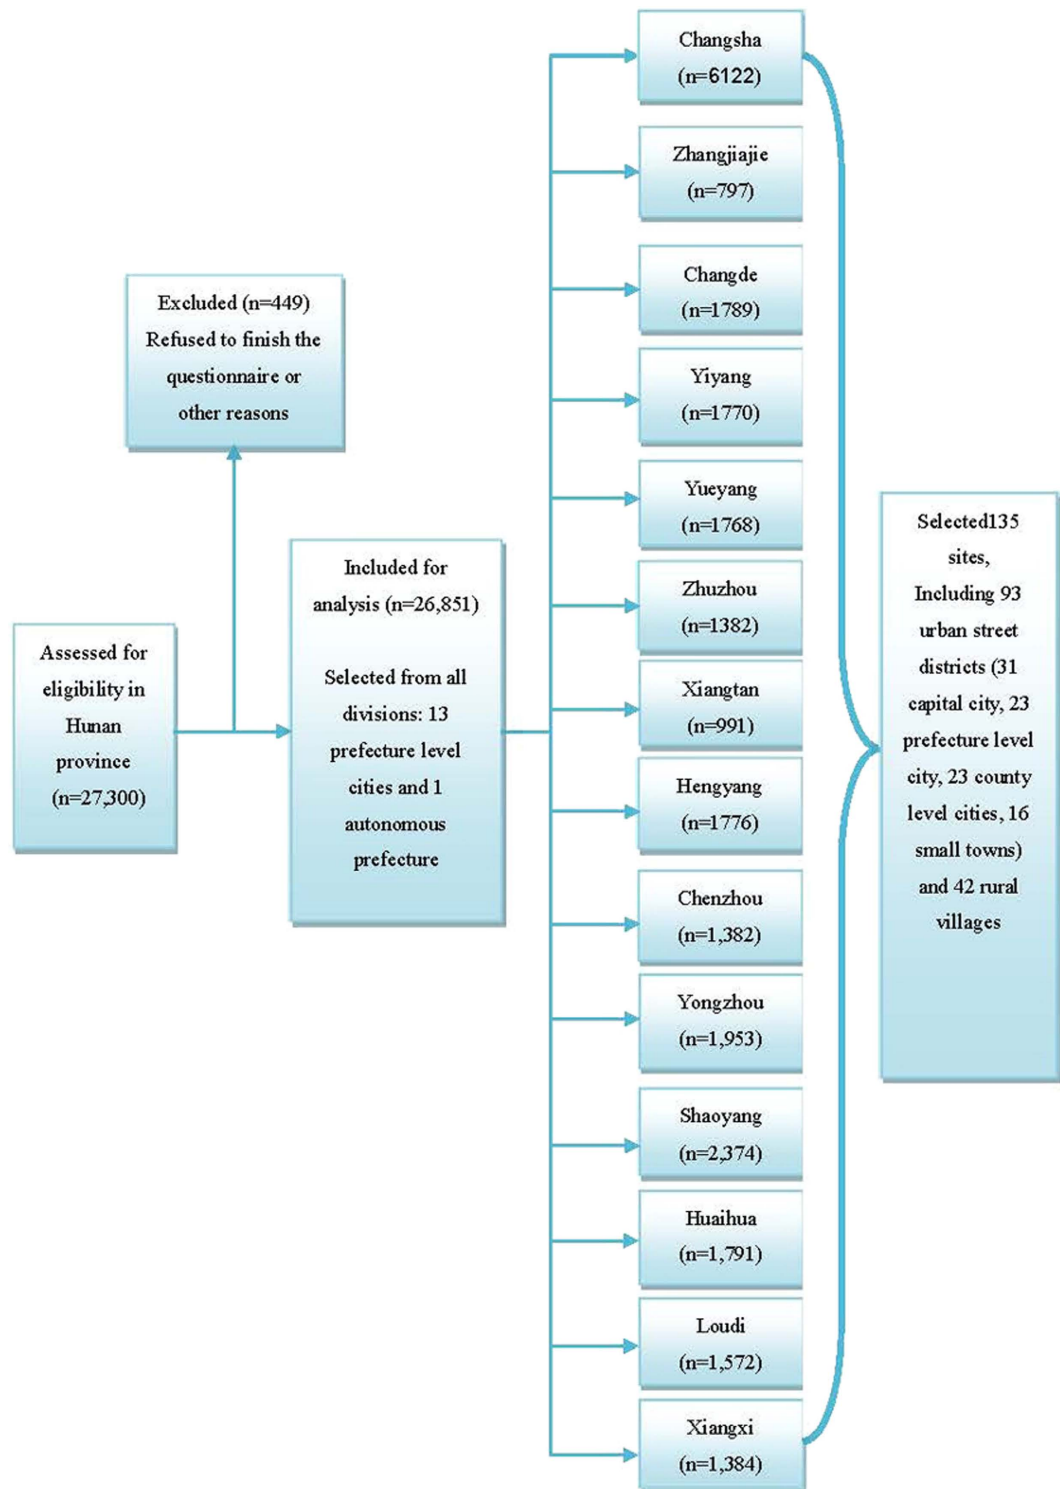 Assessed for
eligibility in
Hunan
province
(n=27,300)
Excluded (n=449)
Refused to finish the
questionnaire or
other reasons
Included for
analysis (n=26,851)
Selected from all
divisions: 13
prefecture level
cities and 1
autonomous
prefecture
Changsha
(n=6122)
Zhangjiajie
(n=797)
Changde
(n=1789)
Yiyang
(n=1770)
Yueyang
(n=1768)
Zhuzhou
(n=1382)
Xiangtan
(n=991)
Hengyang
(n=1776)
Chenzhou
(n=1,382)
Yongzhou
(n=1,953)
Shaoyang
(n=2,374)
Huaihua
(n=1,791)
Loudi
(n=1,572)
Xiangxi
(n=1,384)
Selected135
sites,
Including 93
urban street
districts (31
capital city, 23
prefecture level
city, 23 county
level cities, 16
small towns)
and 42 rural
villages